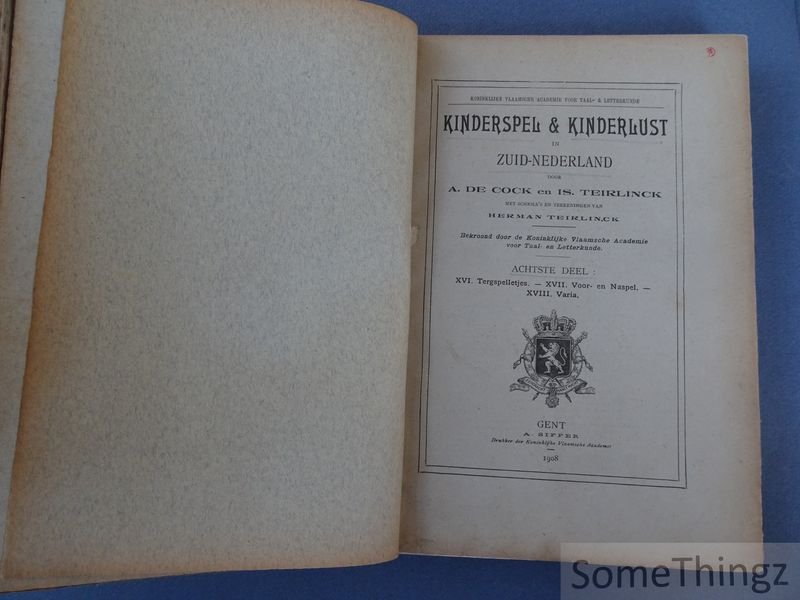 KONINKLIJKE VLAAMSCHE ACADEMIE VOOR TAAL- & LETTERKUNDE
KINDERSPEL & KINDERLUST
IN
ZUID-NEDERLAND
DOOR
A. DE COCK en IS. TEIRLINCK
MET SCHEMA'S EN TEEKENINGEN VAN
HERMAN TEIRLINCK
Bekroond door de Koninklijke Vlaamsche Academie
voor Taal- en Letterkunde.
ACHTSTE DEEL :
XVI. Tergspelletjes. — XVII. Voor- en Naspel. —
XVIII. Varia.
GENT
A. SIFFER
Drukker der Koninklijke Vlaamsche Academie
1908
SomeThingz